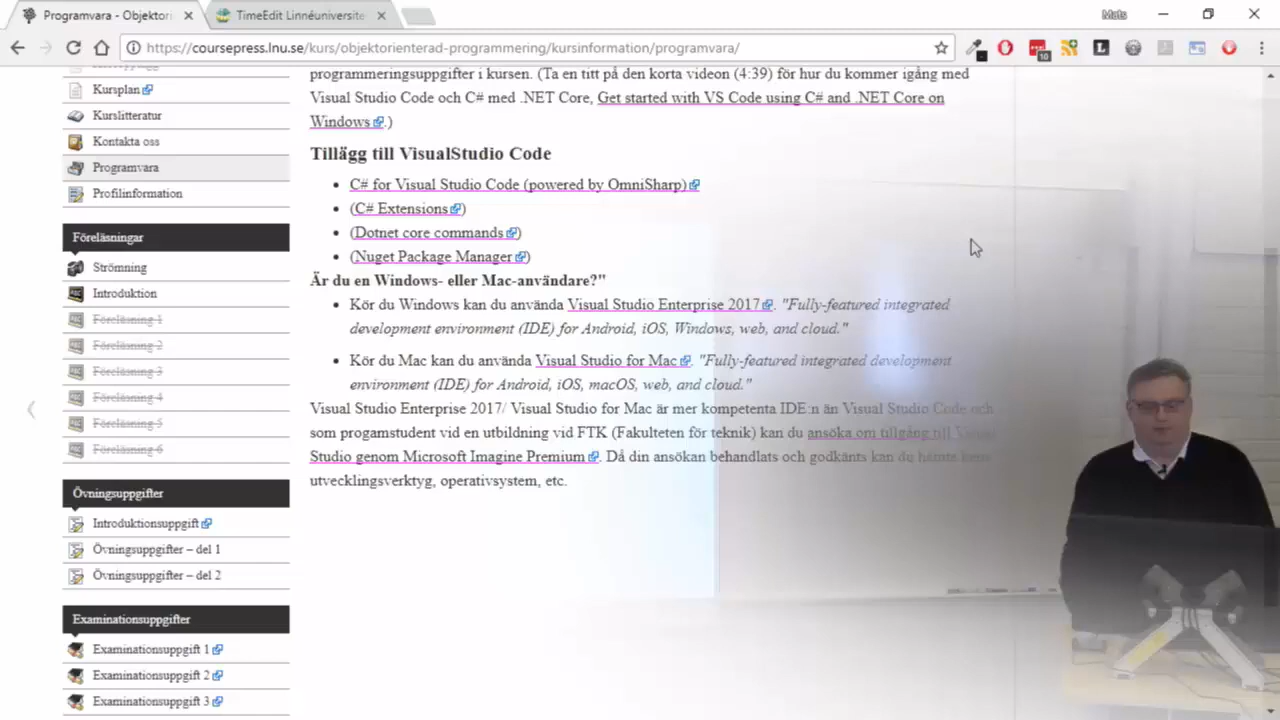 Programvara - Objektori
TimeEdit Linnéuniversite
Mats
https://coursepress.lnu.se/kurs/objektorienterad-programmering/kursinformation/programvara/
10
L
Kursplan
Kurslitteratur
Kontakta oss
Programvara
Profilinformation
Föreläsningar
Strömning
Introduktion
Föreläsning 1
Föreläsning 2
Föreläsning 3
Föreläsning 4
Föreläsning 5
Föreläsning 6
Övningsuppgifter
Introduktionsuppgift
Övningsuppgifter – del 1
Övningsuppgifter – del 2
Examinationsuppgifter
Examinationsuppgift 1
Examinationsuppgift 2
Examinationsuppgift 3
programmeringsuppgifter i kursen. (Ta en titt på den korta videon (4:39) för hur du kommer igång med
Visual Studio Code och C# med .NET Core, Get started with VS Code using C# and .NET Core on
Windows.)
Tillägg till VisualStudio Code
• C# for Visual Studio Code (powered by OmniSharp)
• (C# Extensions)
• (Dotnet core commands)
• (Nuget Package Manager)
Är du en Windows- eller Mac-användare?"
• Kör du Windows kan du använda Visual Studio Enterprise 2017. "Fully-featured integrated
development environment (IDE) for Android, iOS, Windows, web, and cloud."
• Kör du Mac kan du använda Visual Studio for Mac. "Fully-featured integrated development
environment (IDE) for Android, iOS, macOS, web, and cloud."
Visual Studio Enterprise 2017/ Visual Studio for Mac är mer kompetenta IDE:n än Visual Studio Code och
som progamstudent vid en utbildning vid FTK (Fakulteten för teknik) kan du ansöka om tillgång till Visual
Studio genom Microsoft Imagine Premium. Då din ansökan behandlats och godkänts kan du hämta hem
utvecklingsverktyg, operativsystem, etc.